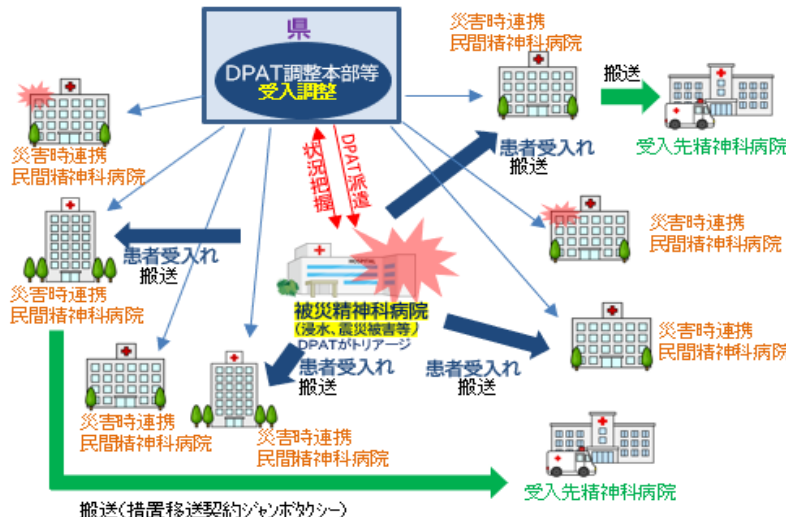 県
DPAT調整本部等
受入調整
災害時連携
民間精神科病院
搬送
受入先精神科病院
災害時連携
民間精神科病院
患者受入れ
搬送
DPAT派遣
状況把握
災害時連携
民間精神科病院
患者受入れ
搬送
災害時連携
民間精神科病院
HOSPITAL
被災精神科病院
(浸水、震災被害等)
DPATがトリアージ
患者受入れ
搬送
患者受入れ
搬送
災害時連携
民間精神科病院
災害時連携
民間精神科病院
災害時連携
民間精神科病院
受入先精神科病院
搬送(措置移送契約ジャンボタクシー)